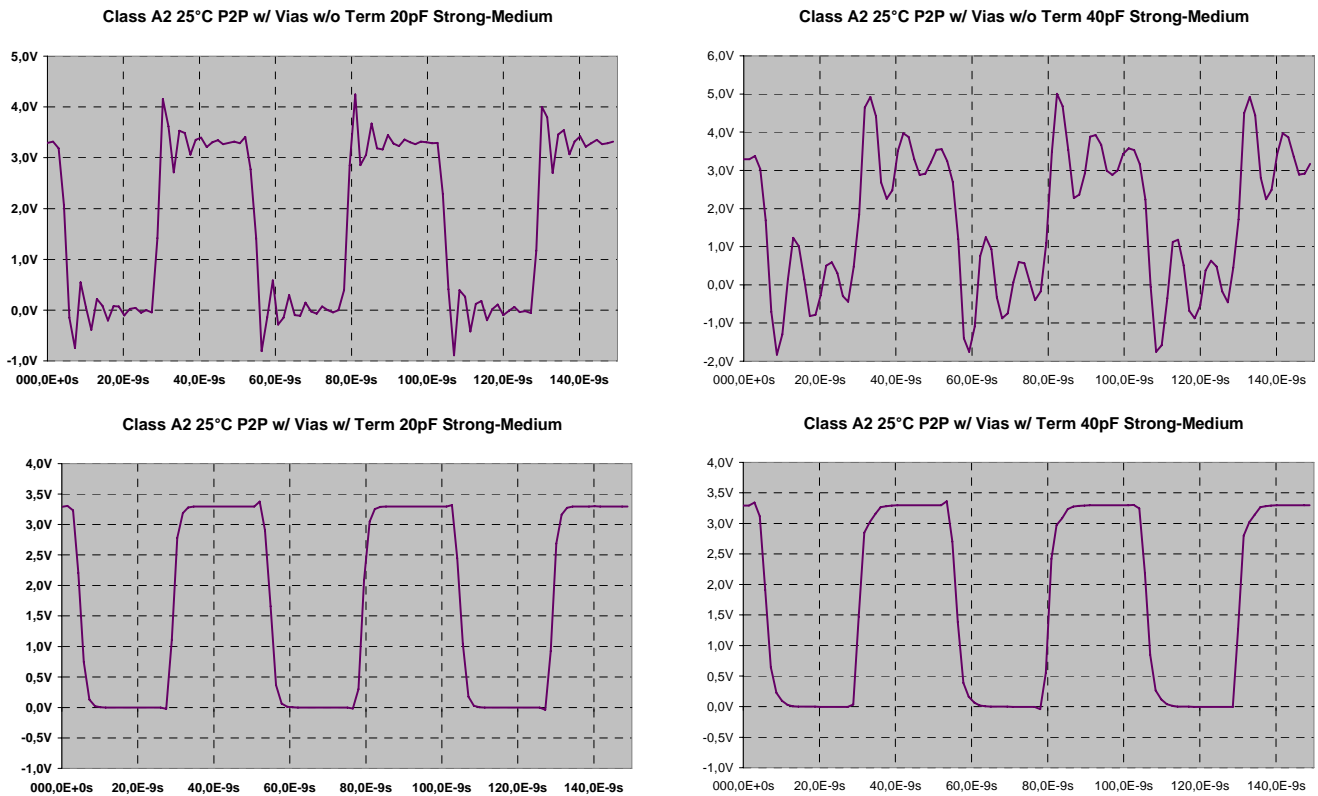 Class A2 25°C P2P w/ Vias w/o Term 20pF Strong-Medium
5,0V
4,0V
3,0V
2,0V
1,0V
0,0V
-1,0V
000,0E+0s 20,0E-9s 40,0E-9s 60,0E-9s 80,0E-9s 100,0E-9s 120,0E-9s 140,0E-9s
Class A2 25°C P2P w/ Vias w/o Term 40pF Strong-Medium
6,0V
5,0V
4,0V
3,0V
2,0V
1,0V
0,0V
-1,0V
-2,0V
000,0E+0s 20,0E-9s 40,0E-9s 60,0E-9s 80,0E-9s 100,0E-9s 120,0E-9s 140,0E-9s
Class A2 25°C P2P w/ Vias w/ Term 20pF Strong-Medium
4,0V
3,5V
3,0V
2,5V
2,0V
1,5V
1,0V
0,5V
0,0V
-0,5V
-1,0V
000,0E+0s 20,0E-9s 40,0E-9s 60,0E-9s 80,0E-9s 100,0E-9s 120,0E-9s 140,0E-9s
Class A2 25°C P2P w/ Vias w/ Term 40pF Strong-Medium
4,0V
3,5V
3,0V
2,5V
2,0V
1,5V
1,0V
0,5V
0,0V
-0,5V
-1,0V
000,0E+0s 20,0E-9s 40,0E-9s 60,0E-9s 80,0E-9s 100,0E-9s 120,0E-9s 140,0E-9s